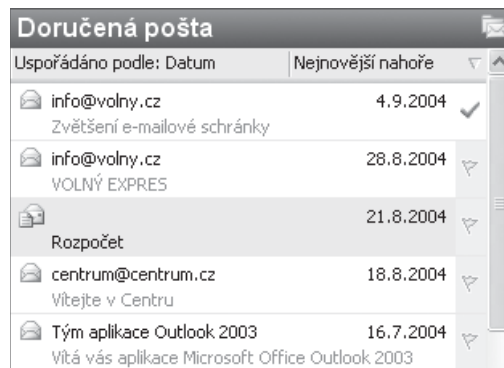 Doručená pošta
Uspořádáno podle: Datum Nejnovější nahoře
info@volny.cz 4.9.2004
Zvětšení e-mailové schránky
info@volny.cz 28.8.2004
VOLNÝ EXPRES
21.8.2004
Rozpočet
centrum@centrum.cz 18.8.2004
Vítejte v Centru
Tým aplikace Outlook 2003 16.7.2004
Vítá vás aplikace Microsoft Office Outlook 2003